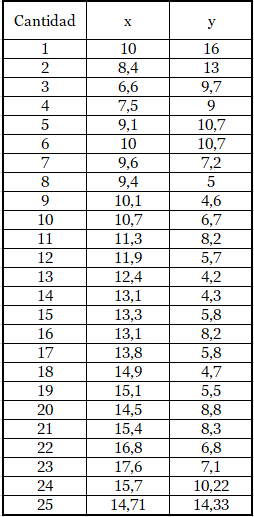 Cantidad x y
1 10 16
2 8,4 13
3 6,6 9,7
4 7,5 9
5 9,1 10,7
6 10 10,7
7 9,6 7,2
8 9,4 5
9 10,1 4,6
10 10,7 6,7
11 11,3 8,2
12 11,9 5,7
13 12,4 4,2
14 13,1 4,3
15 13,3 5,8
16 13,1 8,2
17 13,8 5,8
18 14,9 4,7
19 15,1 5,5
20 14,5 8,8
21 15,4 8,3
22 16,8 6,8
23 17,6 7,1
24 15,7 10,22
25 14,71 14,33